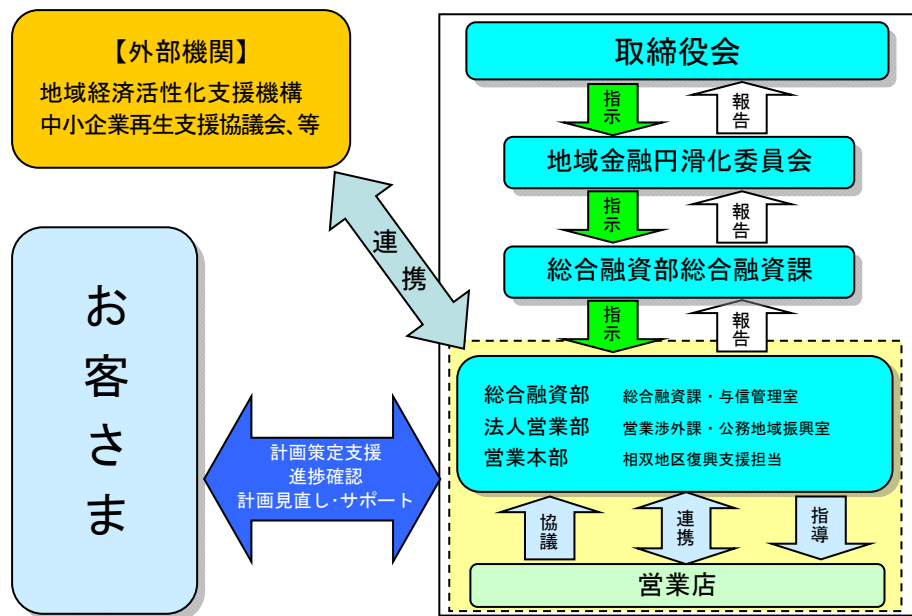 【外部機関】
地域経済活性化支援機構
中小企業再生支援協議会、等
取締役会
指示
報告
地域金融円滑化委員会
指示
報告
総合融資部総合融資課
指示
報告
連携
お客さま
計画策定支援
進捗確認
計画見直し・サポート
総合融資部 総合融資課・与信管理室
法人営業部 営業渉外課・公務地域振興室
営業本部 相双地区復興支援担当
協議
連携
指導
営業店